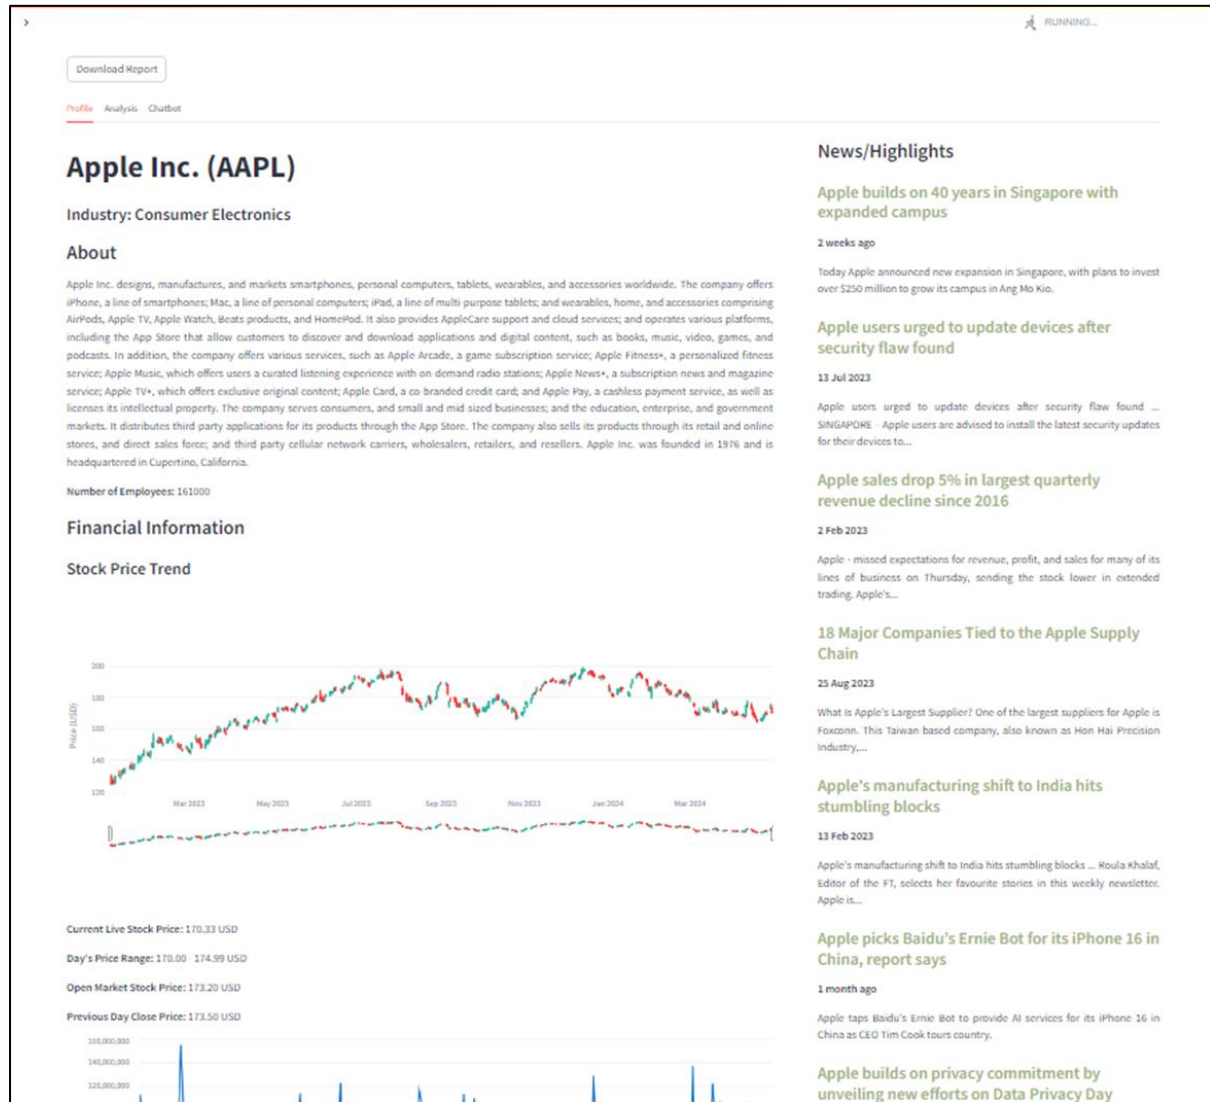 RUNNING...
Download Report
Profile Analysis Chatbot
Apple Inc. (AAPL)
Industry: Consumer Electronics
About
Apple Inc. designs, manufactures, and markets smartphones, personal computers, tablets, wearables, and accessories worldwide. The company offers
iPhone, a line of smartphones; Mac, a line of personal computers; iPad, a line of multi purpose tablets; and wearables, home, and accessories comprising
AirPods, Apple TV, Apple Watch, Beats products, and HomePod. It also provides AppleCare support and cloud services; and operates various platforms,
including the App Store that allow customers to discover and download applications and digital content, such as books, music, video, games, and
podcasts. In addition, the company offers various services, such as Apple Arcade, a game subscription service; Apple Fitness+, a personalized fitness
service; Apple Music, which offers users a curated listening experience with on demand radio stations; Apple News+, a subscription news and magazine
service; Apple TV+, which offers exclusive original content; Apple Card, a co branded credit card; and Apple Pay, a cashless payment service, as well as
licenses its intellectual property. The company serves consumers, and small and mid sized businesses; and the education, enterprise, and government
markets. It distributes third party applications for its products through the App Store. The company also sells its products through its retail and online
stores, and direct sales force; and third party cellular network carriers, wholesalers, retailers, and resellers. Apple Inc. was founded in 1976 and is
headquartered in Cupertino, California.
Number of Employees: 161000
Financial Information
Stock Price Trend
200
180
160
140
120
Price (USD)
Mar 2023 May 2023 Jul 2023 Sep 2023 Nov 2023 Jan 2024 Mar 2024
Current Live Stock Price: 170.33 USD
Day's Price Range: 170.00 - 174.99 USD
Open Market Stock Price: 173.20 USD
Previous Day Close Price: 173.50 USD
160,000,000
140,000,000
120,000,000
News/Highlights
Apple builds on 40 years in Singapore with
expanded campus
2 weeks ago
Today Apple announced new expansion in Singapore, with plans to invest
over $250 million to grow its campus in Ang Mo Kio.
Apple users urged to update devices after
security flaw found
13 Jul 2023
Apple users urged to update devices after security flaw found ...
SINGAPORE - Apple users are advised to install the latest security updates
for their devices to...
Apple sales drop 5% in largest quarterly
revenue decline since 2016
2 Feb 2023
Apple - missed expectations for revenue, profit, and sales for many of its
lines of business on Thursday, sending the stock lower in extended
trading. Apple's...
18 Major Companies Tied to the Apple Supply
Chain
25 Aug 2023
What Is Apple's Largest Supplier? One of the largest suppliers for Apple is
Foxconn. This Taiwan based company, also known as Hon Hai Precision
Industry,...
Apple's manufacturing shift to India hits
stumbling blocks
13 Feb 2023
Apple's manufacturing shift to India hits stumbling blocks ... Roula Khalaf,
Editor of the FT, selects her favourite stories in this weekly newsletter.
Apple is...
Apple picks Baidu's Ernie Bot for its iPhone 16 in
China, report says
1 month ago
Apple taps Baidu's Ernie Bot to provide AI services for its iPhone 16 in
China as CEO Tim Cook tours country.
Apple builds on privacy commitment by
unveiling new efforts on Data Privacy Day